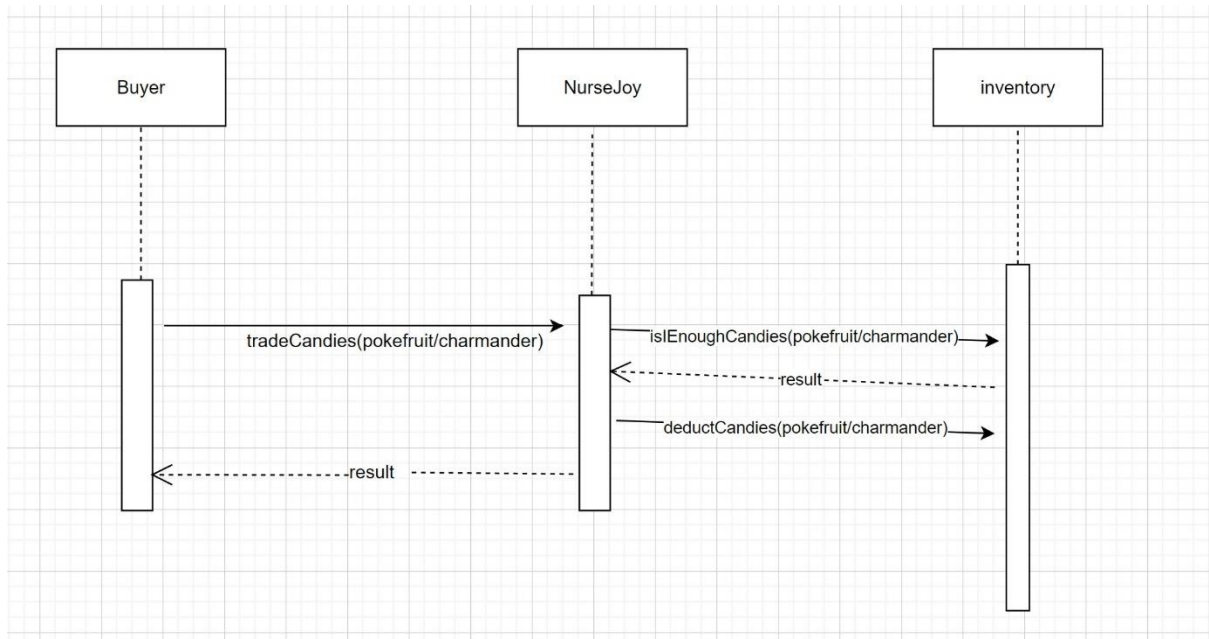 Buyer
NurseJoy
inventory
tradeCandies(pokefruit/charmander)
isIEnoughCandies(pokefruit/charmander)
result
deductCandies(pokefruit/charmander)
result